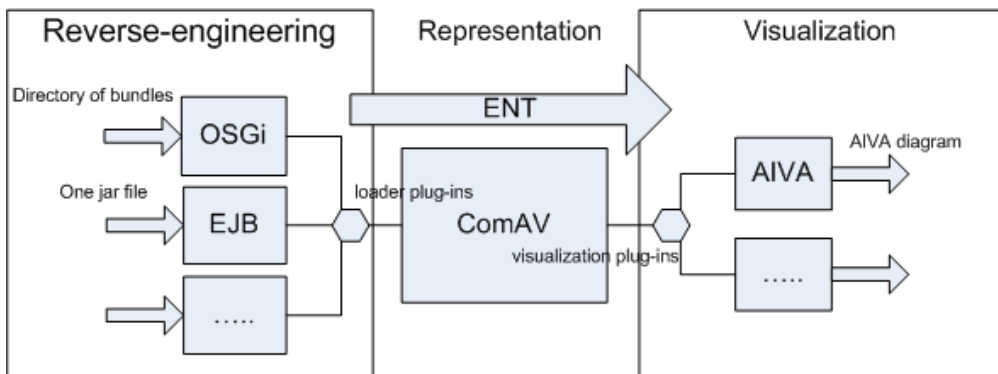 Reverse-engineering
Representation
Visualization
Directory of bundles
OSGi
ENT
AIVA diagram
AIVA
One jar file
EJB
loader plug-ins
ComAV
visualization plug-ins
.....
.....